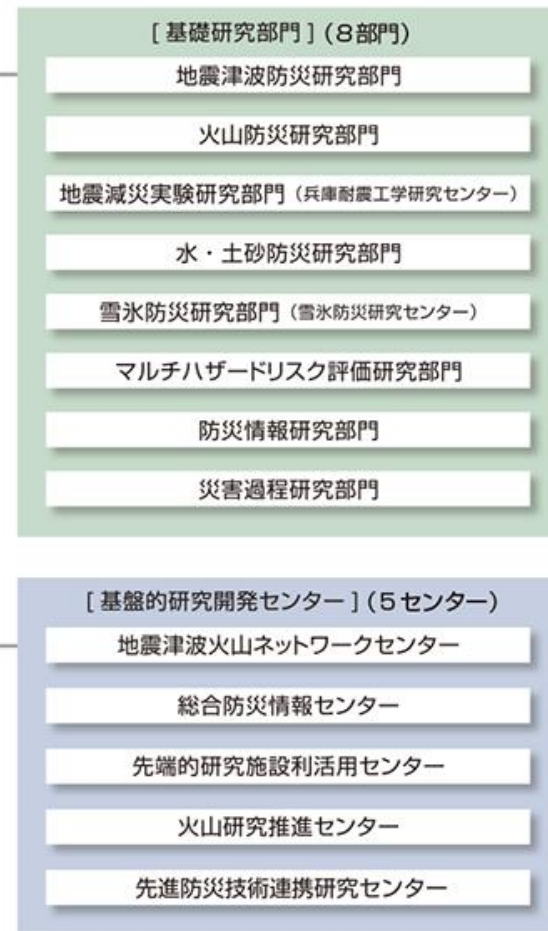 [ 基礎研究部門 ] (8部門)
地震津波防災研究部門
火山防災研究部門
地震減災実験研究部門（兵庫耐震工学研究センター）
水・土砂防災研究部門
雪氷防災研究部門（雪氷防災研究センター）
マルチハザードリスク評価研究部門
防災情報研究部門
災害過程研究部門
[ 基盤的研究開発センター ] (5センター)
地震津波火山ネットワークセンター
総合防災情報センター
先端的研究施設利活用センター
火山研究推進センター
先進防災技術連携研究センター